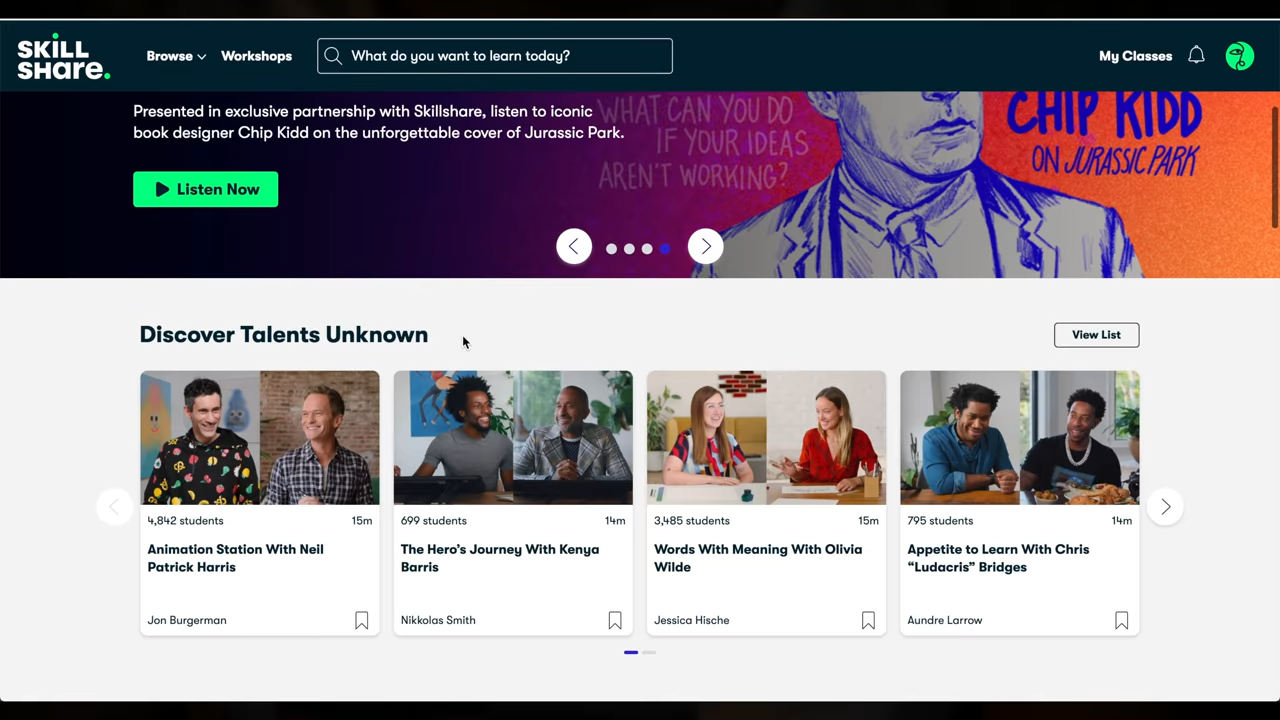 SKILL
SHARE.
Browse
Workshops
What do you want to learn today?
My Classes
Presented in exclusive partnership with Skillshare, listen to iconic
book designer Chip Kidd on the unforgettable cover of Jurassic Park.
Listen Now
WHAT CAN YOU DO
IF YOUR IDEAS
AREN'T WORKING?
CHIP KIDD
ON JURASSIC PARK
Discover Talents Unknown
View List
4,842 students
15m
Animation Station With Neil
Patrick Harris
Jon Burgerman
699 students
14m
The Hero's Journey With Kenya
Barris
Nikkolas Smith
3,485 students
15m
Words With Meaning With Olivia
Wilde
Jessica Hische
795 students
14m
Appetite to Learn With Chris
“Ludacris” Bridges
Aundre Larrow